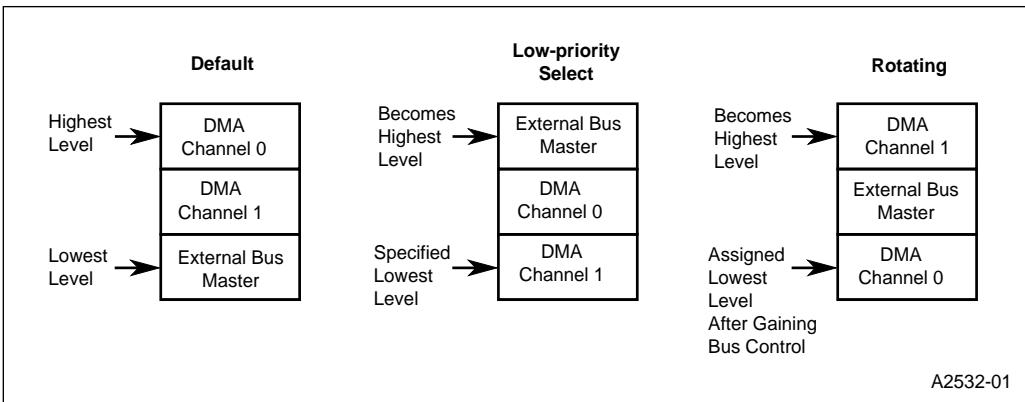 Default
Highest
Level
DMA
Channel 0
DMA
Channel 1
Lowest
Level
External Bus
Master
Low-priority
Select
Becomes
Highest
Level
External Bus
Master
DMA
Channel 0
Specified
Lowest
Level
DMA
Channel 1
Rotating
Becomes
Highest
Level
DMA
Channel 1
External Bus
Master
Assigned
Lowest
Level
After Gaining
Bus Control
DMA
Channel 0
A2532-01